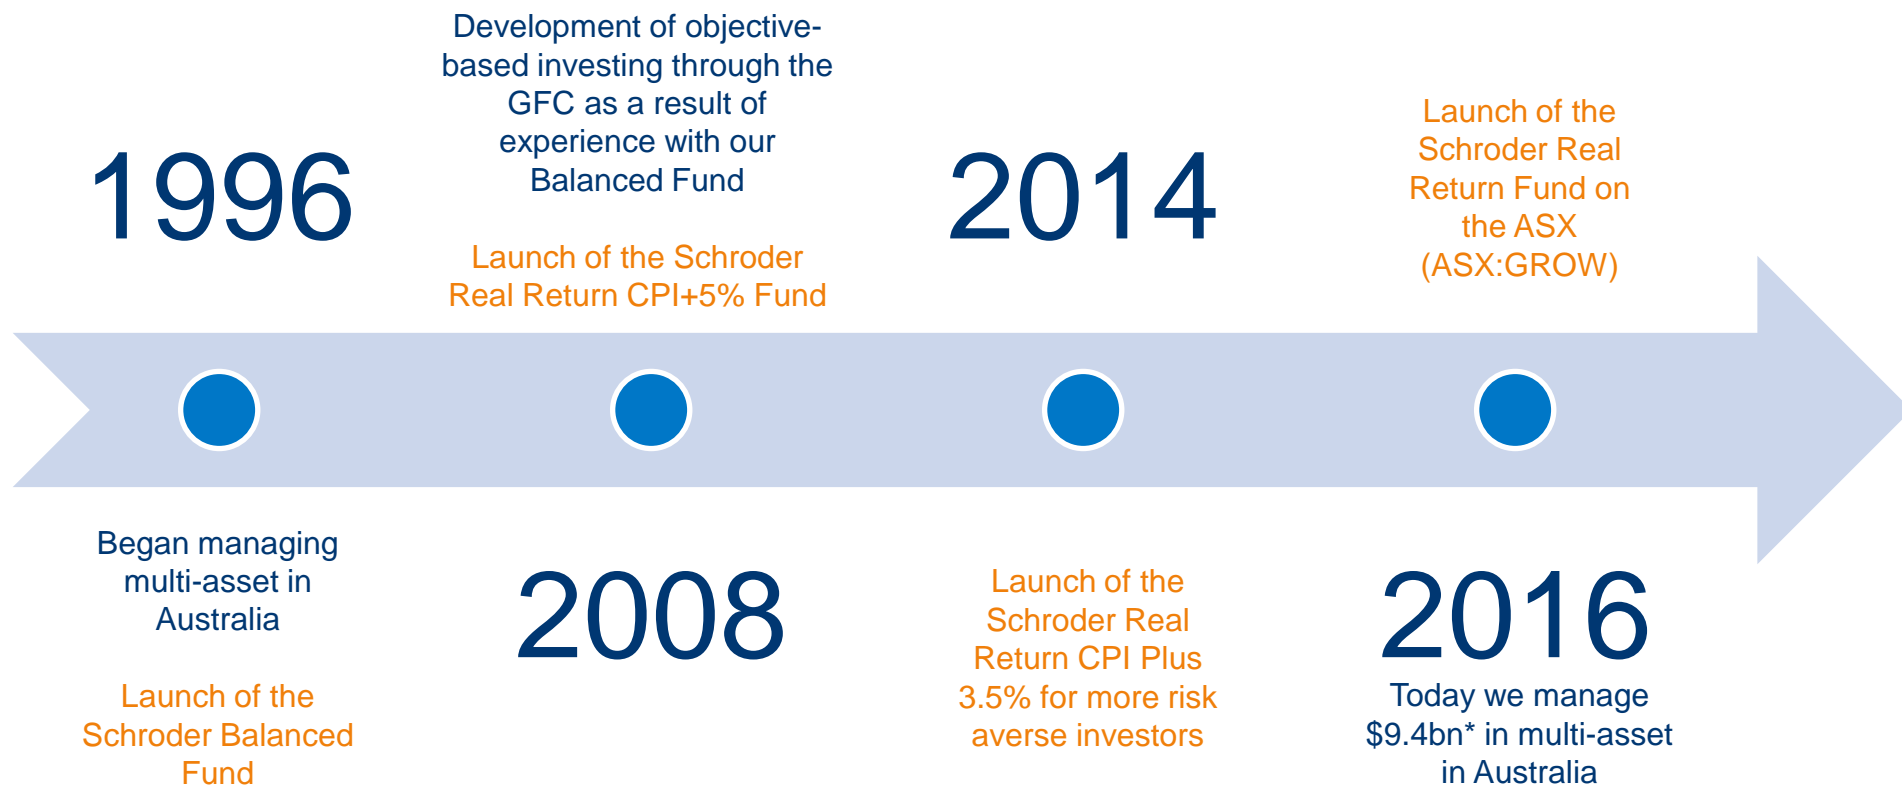 1996
Began managing
multi-asset in
Australia
Launch of the
Schroder Balanced
Fund
Development of objective-
based investing through the
GFC as a result of
experience with our
Balanced Fund
Launch of the Schroder
Real Return CPI+5% Fund
2008
2014
Launch of the
Schroder Real
Return CPI Plus
3.5% for more risk
averse investors
Launch of the
Schroder Real
Return Fund on
the ASX
(ASX:GROW)
2016
Today we manage
$9.4bn* in multi-asset
in Australia